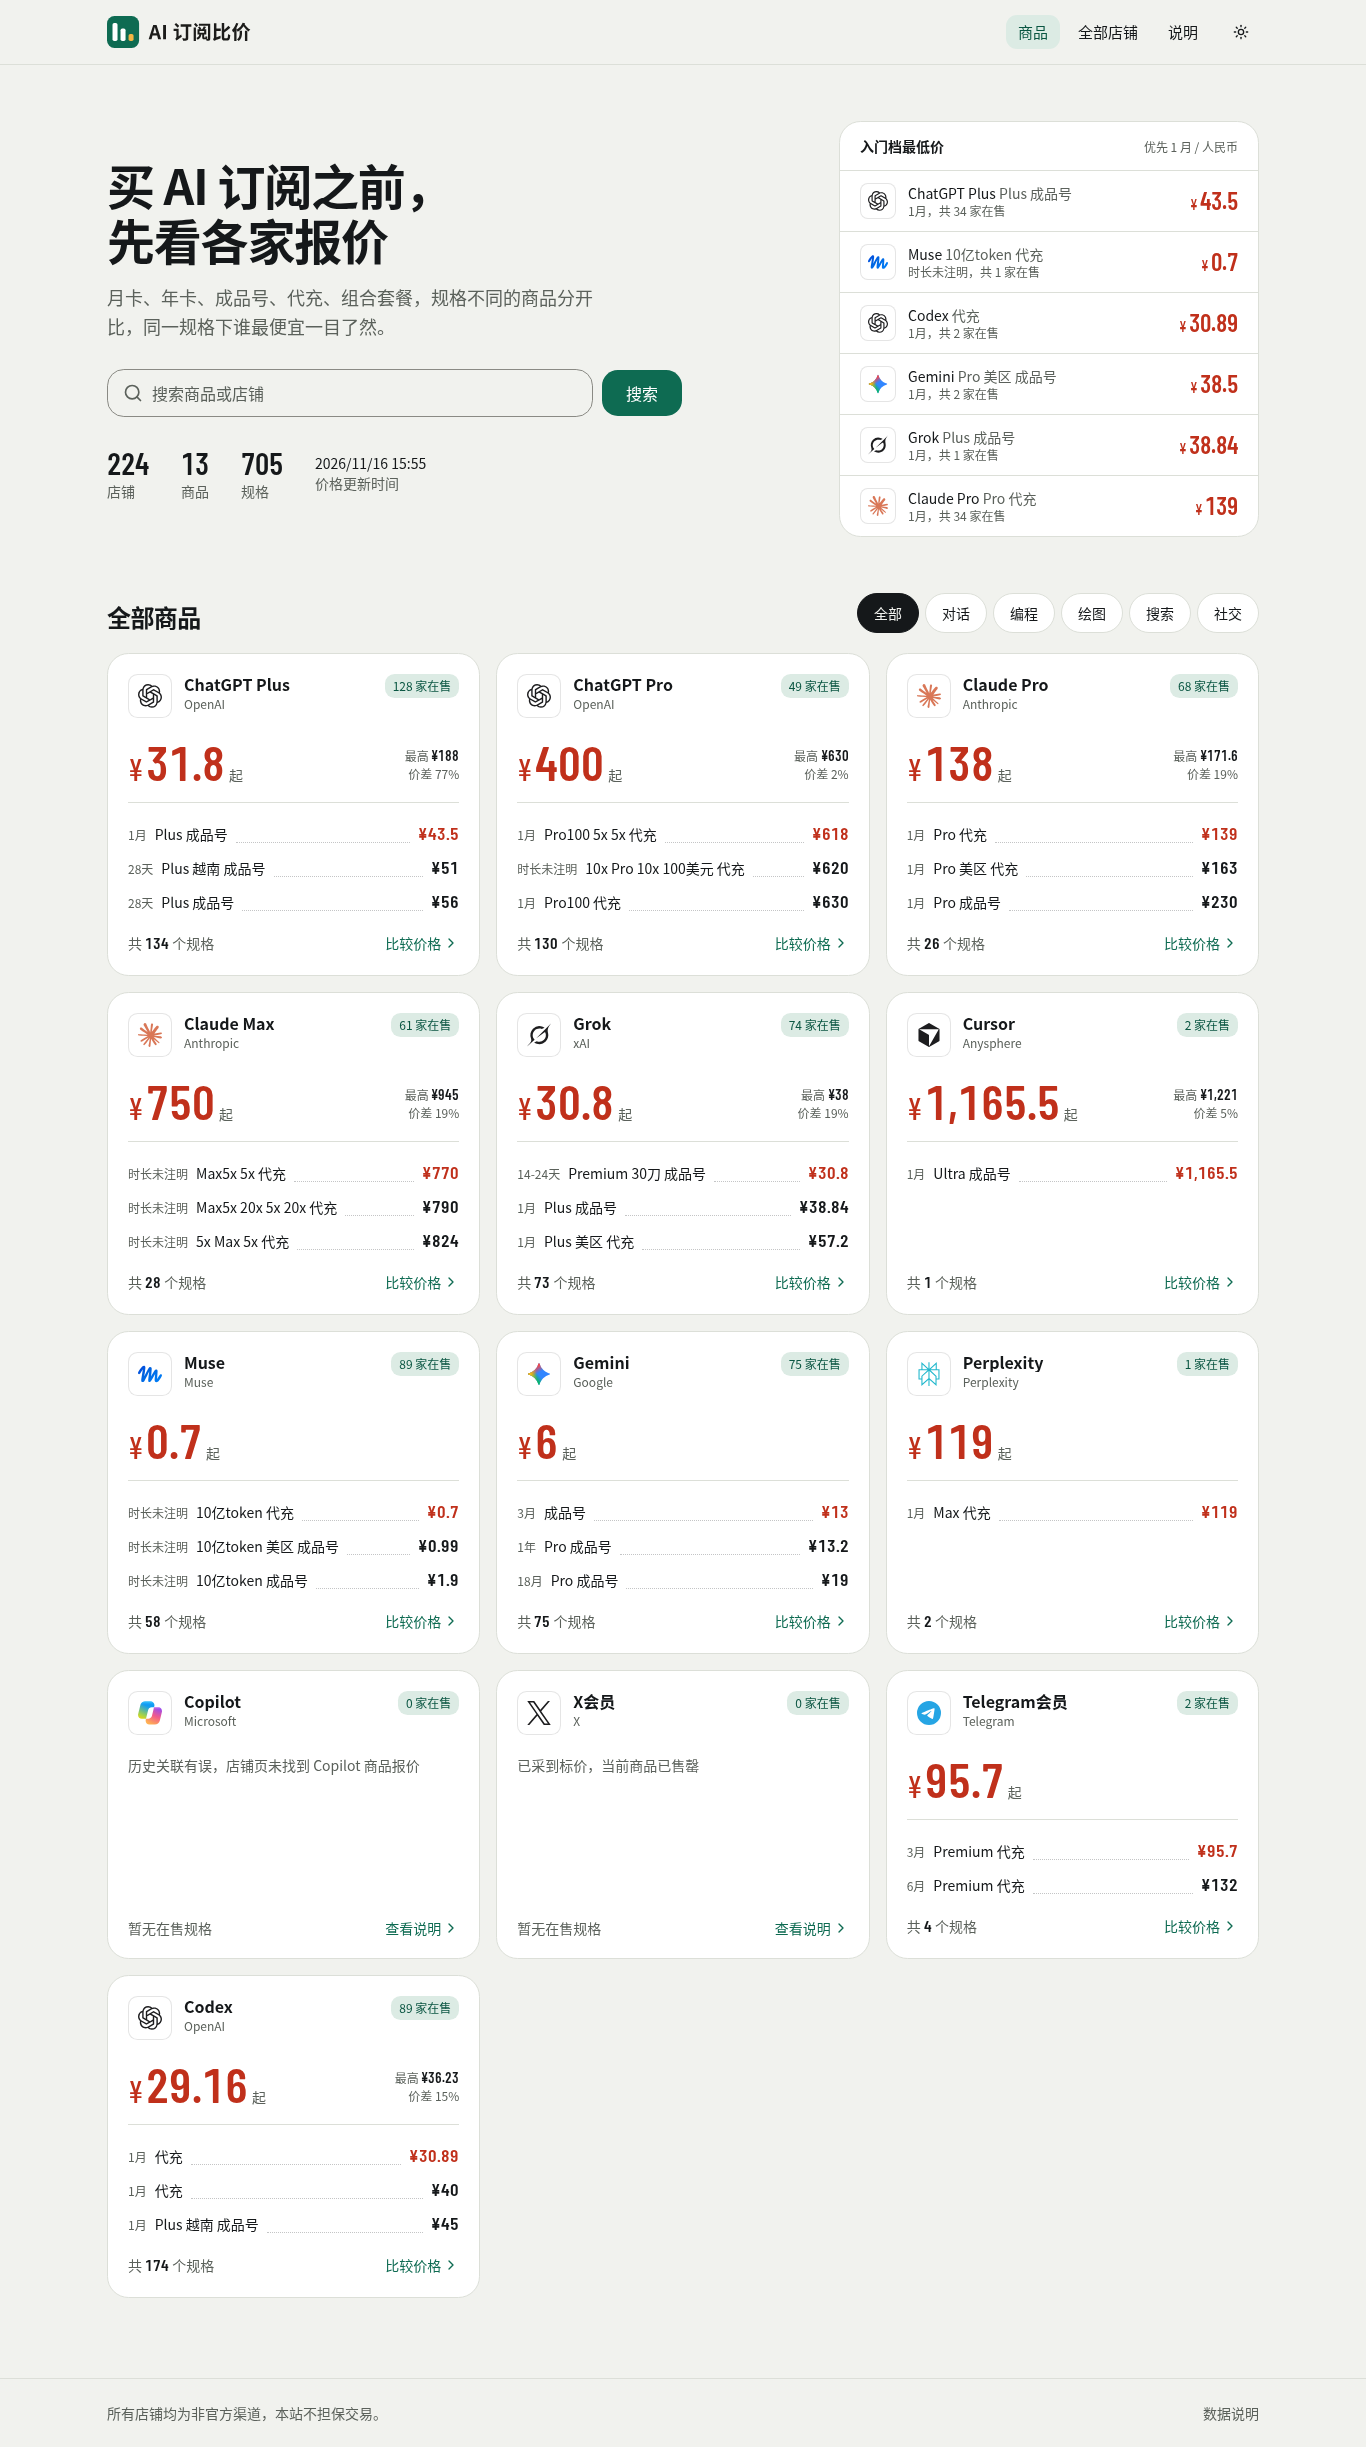 AI 订阅比价
商品
全部店铺
说明
买 AI 订阅之前，
先看各家报价
月卡、年卡、成品号、代充、组合套餐，规格不同的商品分开
比，同一规格下谁最便宜一目了然。
搜索商品或店铺
搜索
224
店铺
13
商品
705
规格
2026/11/16 15:55
价格更新时间
入门档最低价
优先 1 月 / 人民币
ChatGPT Plus Plus 成品号
1月，共 34 家在售
¥43.5
Muse 10亿token 代充
时长未注明，共 1 家在售
¥0.7
Codex 代充
1月，共 2 家在售
¥30.89
Gemini Pro 美区 成品号
1月，共 2 家在售
¥38.5
Grok Plus 成品号
1月，共 1 家在售
¥38.84
Claude Pro Pro 代充
1月，共 34 家在售
¥139
全部商品
全部
对话
编程
绘图
搜索
社交
ChatGPT Plus
OpenAI
128 家在售
¥31.8 起
最高 ¥188
价差 77%
1月 Plus 成品号 ¥43.5
28天 Plus 越南 成品号 ¥51
28天 Plus 成品号 ¥56
共 134 个规格
比较价格
ChatGPT Pro
OpenAI
49 家在售
¥400 起
最高 ¥630
价差 2%
1月 Pro100 5x 5x 代充 ¥618
时长未注明 10x Pro 10x 100美元 代充 ¥620
1月 Pro100 代充 ¥630
共 130 个规格
比较价格
Claude Pro
Anthropic
68 家在售
¥138 起
最高 ¥171.6
价差 19%
1月 Pro 代充 ¥139
1月 Pro 美区 代充 ¥163
1月 Pro 成品号 ¥230
共 26 个规格
比较价格
Claude Max
Anthropic
61 家在售
¥750 起
最高 ¥945
价差 19%
时长未注明 Max5x 5x 代充 ¥770
时长未注明 Max5x 20x 5x 20x 代充 ¥790
时长未注明 5x Max 5x 代充 ¥824
共 28 个规格
比较价格
Grok
xAI
74 家在售
¥30.8 起
最高 ¥38
价差 19%
14-24天 Premium 30刀 成品号 ¥30.8
1月 Plus 成品号 ¥38.84
1月 Plus 美区 代充 ¥57.2
共 73 个规格
比较价格
Cursor
Anysphere
2 家在售
¥1,165.5 起
最高 ¥1,221
价差 5%
1月 Ultra 成品号 ¥1,165.5
共 1 个规格
比较价格
Muse
Muse
89 家在售
¥0.7 起
时长未注明 10亿token 代充 ¥0.7
时长未注明 10亿token 美区 成品号 ¥0.99
时长未注明 10亿token 成品号 ¥1.9
共 58 个规格
比较价格
Gemini
Google
75 家在售
¥6 起
3月 成品号 ¥13
1年 Pro 成品号 ¥13.2
18月 Pro 成品号 ¥19
共 75 个规格
比较价格
Perplexity
Perplexity
1 家在售
¥119 起
1月 Max 代充 ¥119
共 2 个规格
比较价格
Copilot
Microsoft
0 家在售
历史关联有误，店铺页未找到 Copilot 商品报价
暂无在售规格
查看说明
X会员
X
0 家在售
已采到标价，当前商品已售罄
暂无在售规格
查看说明
Telegram会员
Telegram
2 家在售
¥95.7 起
3月 Premium 代充 ¥95.7
6月 Premium 代充 ¥132
共 4 个规格
比较价格
Codex
OpenAI
89 家在售
¥29.16 起
最高 ¥36.23
价差 15%
1月 代充 ¥30.89
1月 代充 ¥40
1月 Plus 越南 成品号 ¥45
共 174 个规格
比较价格
所有店铺均为非官方渠道，本站不担保交易。
数据说明